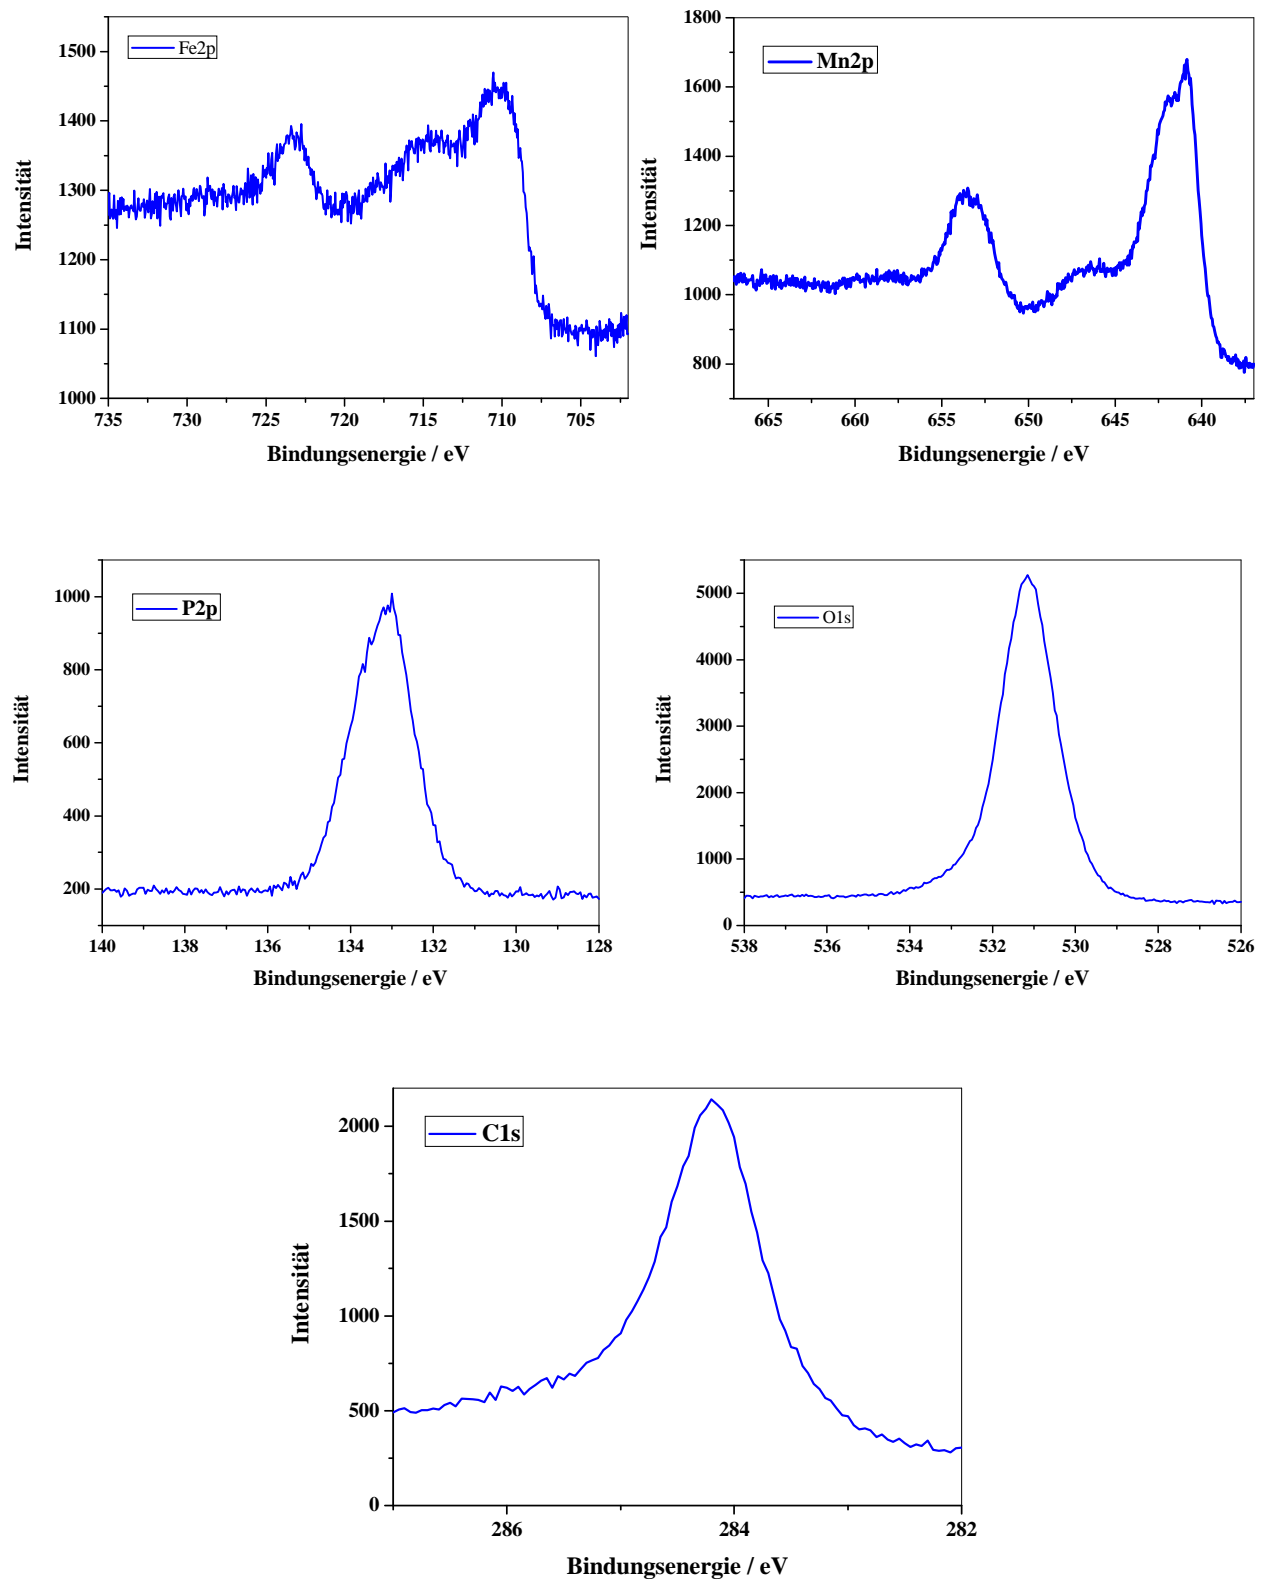 Fe2p
Intensität
1500
1400
1300
1200
1100
1000
735 730 725 720 715 710 705
Bindungsenergie / eV
Mn2p
Intensität
1800
1600
1400
1200
1000
800
665 660 655 650 645 640
Bidungsenergie / eV
P2p
Intensität
1000
800
600
400
200
140 138 136 134 132 130 128
Bindungsenergie / eV
O1s
Intensität
5000
4000
3000
2000
1000
0
538 536 534 532 530 528 526
Bindungsenergie / eV
C1s
Intensität
2000
1500
1000
500
0
286 284 282
Bindungsenergie / eV